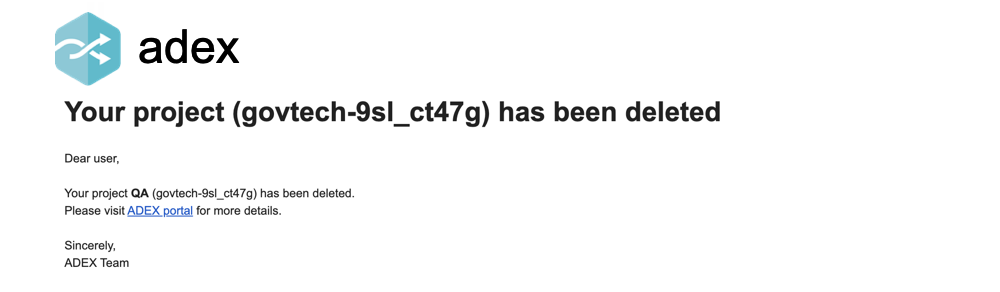 adex
Your project (govtech-9sl_ct47g) has been deleted
Dear user,
Your project QA (govtech-9sl_ct47g) has been deleted.
Please visit ADEX portal for more details.
Sincerely,
ADEX Team